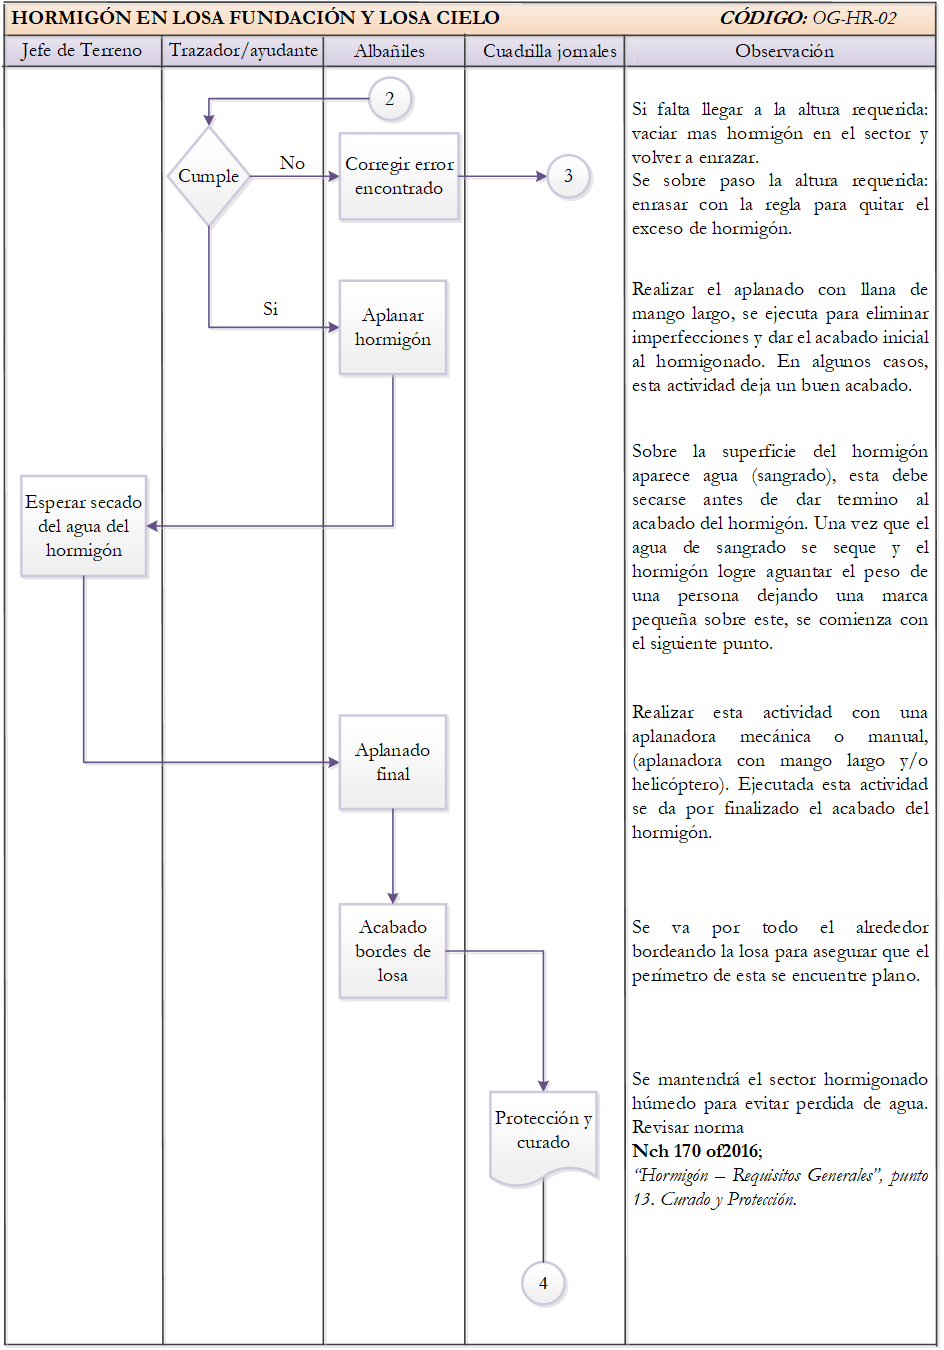 HORMIGÓN EN LOSA FUNDACIÓN Y LOSA CIELO CÓDIGO: OG-HR-02
Jefe de Terreno Trazador/ayudante Albañiles Cuadrilla jornales Observación
2
Cumple
No
Corregir error
encontrado
3
Si falta llegar a la altura requerida:
vaciar mas hormigón en el sector y
volver a enrazar.
Se sobre paso la altura requerida:
enrasar con la regla para quitar el
exceso de hormigón.
Si
Aplanar
hormigón
Realizar el aplanado con llana de
mango largo, se ejecuta para eliminar
imperfecciones y dar el acabado inicial
al hormigonado. En algunos casos,
esta actividad deja un buen acabado.
Esperar secado
del agua del
hormigón
Sobre la superficie del hormigón
aparece agua (sangrado), esta debe
secarse antes de dar termino al
acabado del hormigón. Una vez que el
agua de sangrado se seque y el
hormigón logre aguantar el peso de
una persona dejando una marca
pequeña sobre este, se comienza con
el siguiente punto.
Aplanado
final
Realizar esta actividad con una
aplanadora mecánica o manual,
(aplanadora con mango largo y/o
helicóptero). Ejecutada esta actividad
se da por finalizado el acabado del
hormigón.
Acabado
bordes de
losa
Se va por todo el alrededor
bordeando la losa para asegurar que el
perímetro de esta se encuentre plano.
Protección y
curado
Se mantendrá el sector hormigonado
húmedo para evitar perdida de agua.
Revisar norma
Nch 170 of2016;
“Hormigón – Requisitos Generales”, punto
13. Curado y Protección.
4